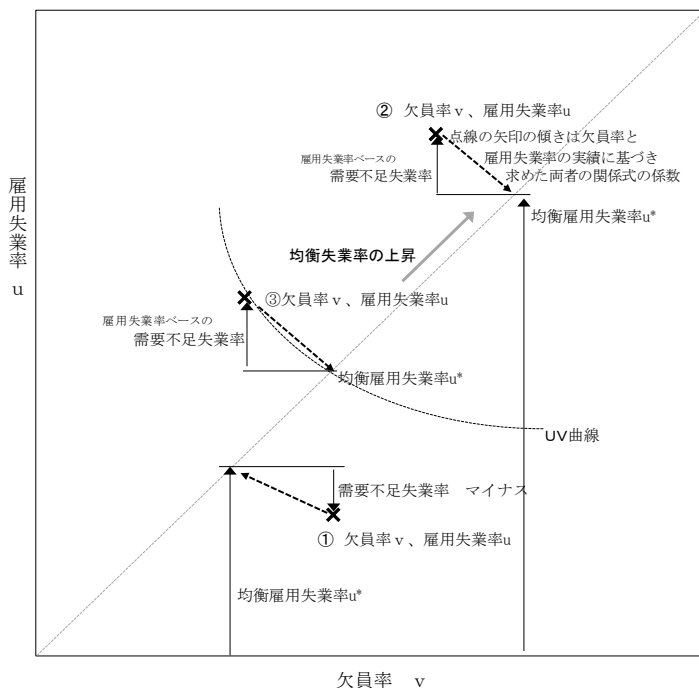 ② 欠員率ｖ、雇用失業率u
点線の矢印の傾きは欠員率と
雇用失業率の実績に基づき
求めた両者の関係式の係数
雇用失業率ベースの
需要不足失業率
均衡雇用失業率u*
雇用失業率 u
均衡失業率の上昇
③欠員率ｖ、雇用失業率u
雇用失業率ベースの
需要不足失業率
均衡雇用失業率u*
UV曲線
需要不足失業率 マイナス
① 欠員率ｖ、雇用失業率u
均衡雇用失業率u*
欠員率 ｖ